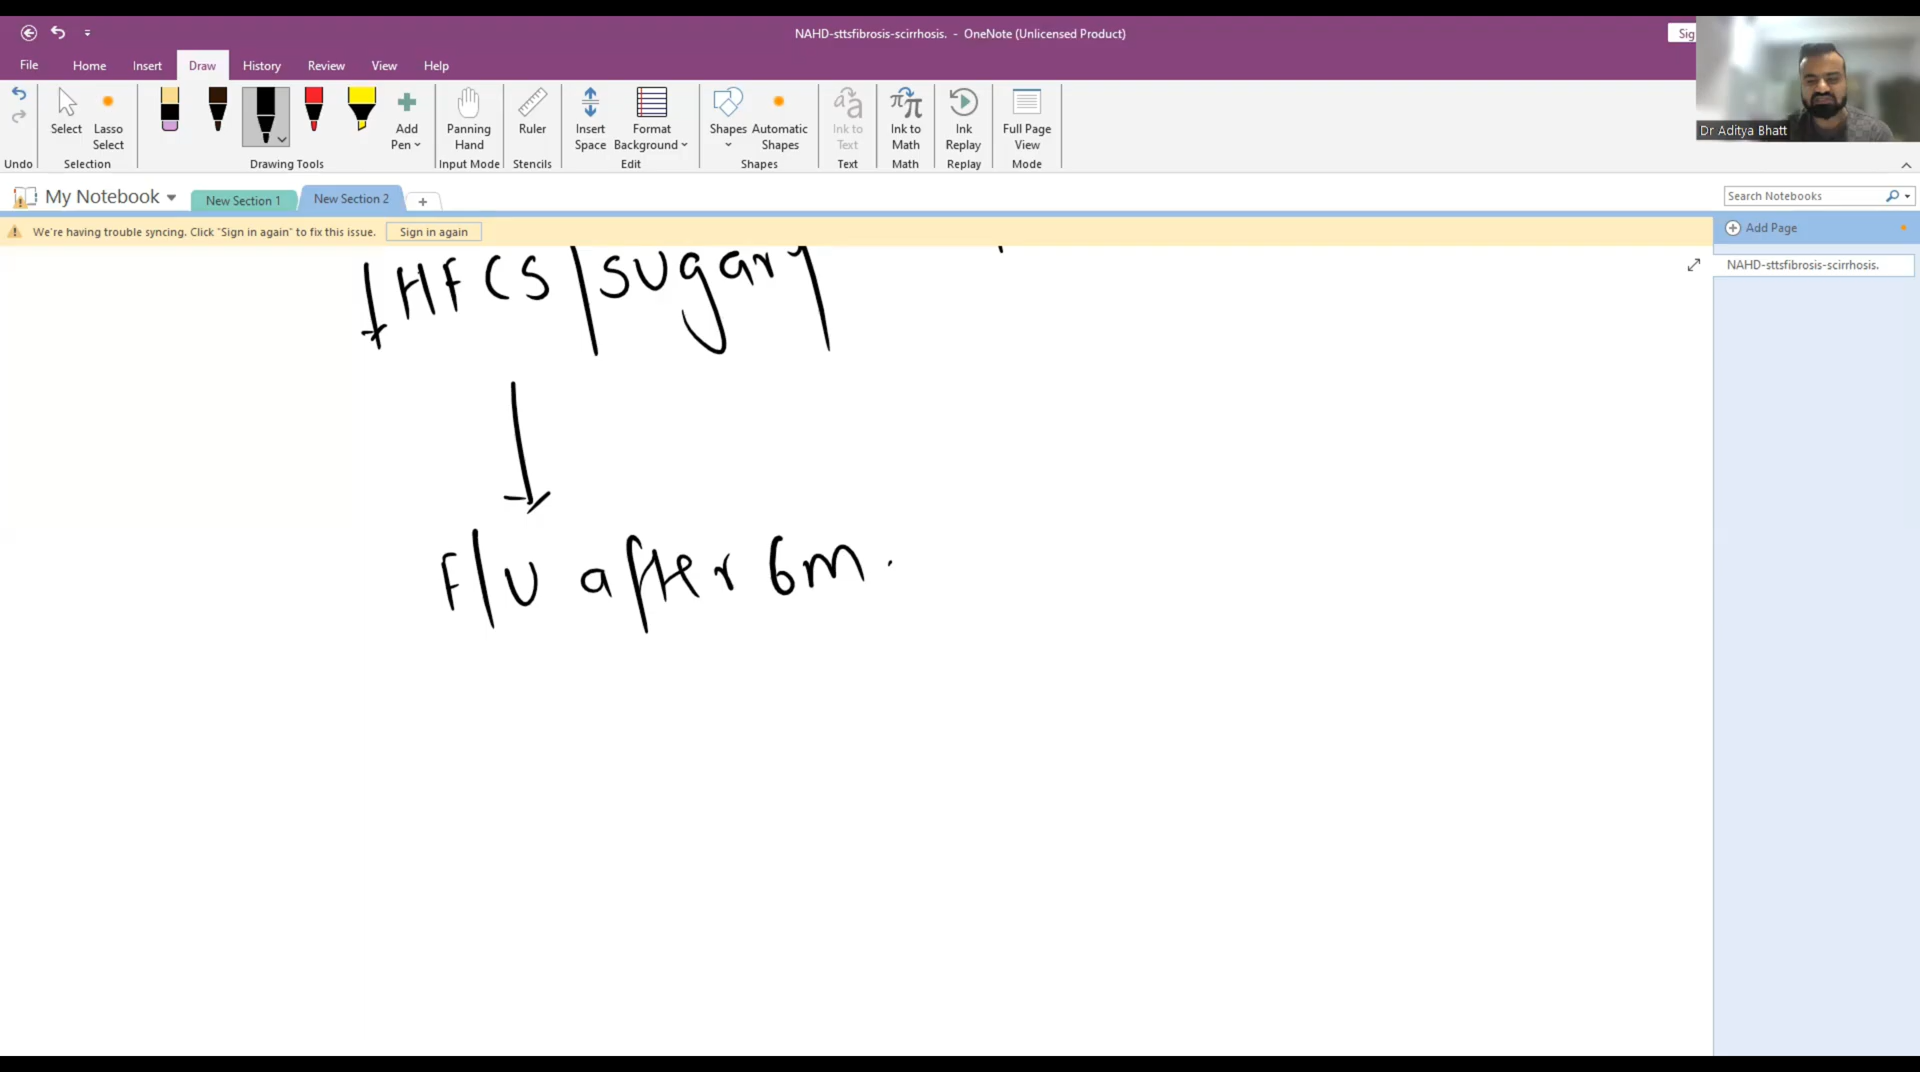 NAHD-sttsfibrosis-scirrhosis. - OneNote (Unlicensed Product)
Sig
File Home Insert Draw History Review View Help
Select
Lasso Select
Add Pen
Panning Hand
Ruler
Insert Space
Format Background
Shapes
Automatic Shapes
Ink to Text
Ink to Math
Ink Replay
Full Page View
Undo Selection Drawing Tools Input Mode Stencils Edit Shapes Text Math Replay Mode
Dr Aditya Bhatt
My Notebook New Section 1 New Section 2
Search Notebooks
We're having trouble syncing. Click "Sign in again" to fix this issue. Sign in again
Add Page
NAHD-sttsfibrosis-scirrhosis.
↓HFCS/sugary
↓
F/U after 6m.